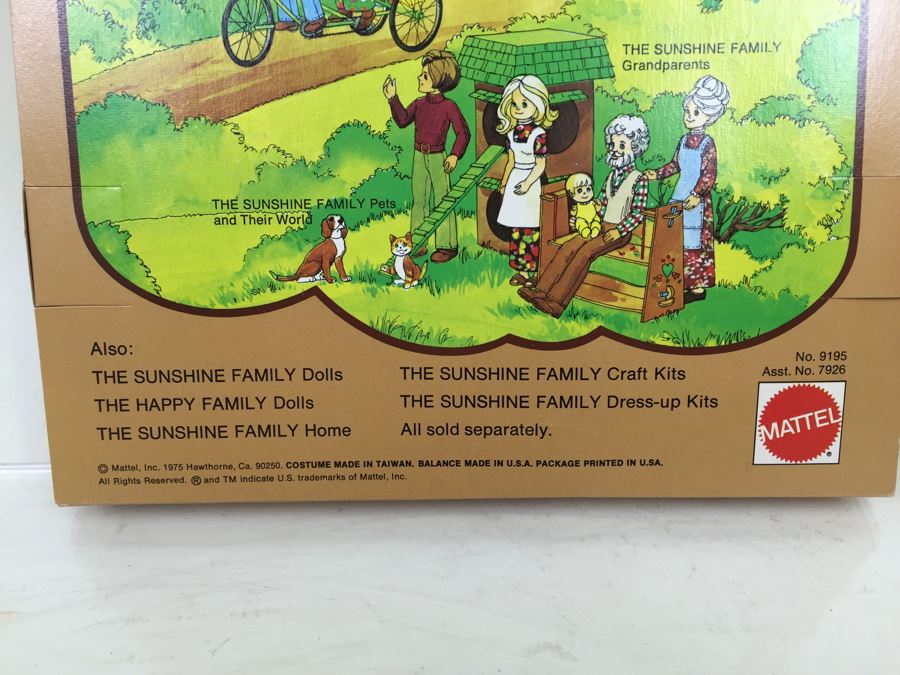 THE SUNSHINE FAMILY
Grandparents
THE SUNSHINE FAMILY Pets
and Their World
Also:
THE SUNSHINE FAMILY Dolls
THE HAPPY FAMILY Dolls
THE SUNSHINE FAMILY Home
THE SUNSHINE FAMILY Craft Kits
THE SUNSHINE FAMILY Dress-up Kits
All sold separately.
No. 9195
Asst. No. 7926
MATTEL®
© Mattel, Inc. 1975 Hawthorne, Ca. 90250. COSTUME MADE IN TAIWAN. BALANCE MADE IN U.S.A. PACKAGE PRINTED IN U.S.A.
All Rights Reserved. ® and TM indicate U.S. trademarks of Mattel, Inc.